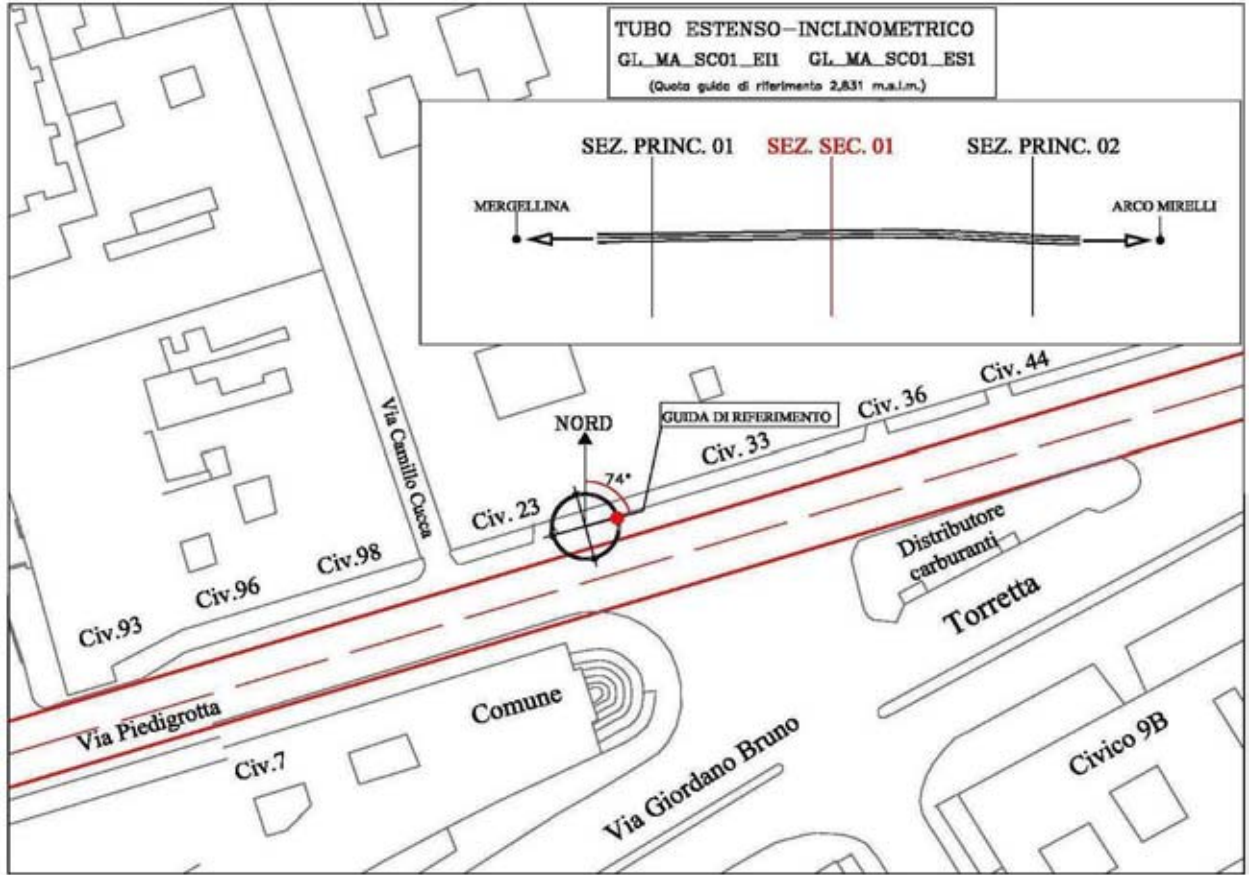 TUBO ESTENSO-INCLINOMETRICO
GL_MA_SC01_EI1 GL_MA_SC01_ES1
(Quota guida di riferimento 2,831 m.s.l.m.)
SEZ. PRINC. 01 SEZ. SEC. 01 SEZ. PRINC. 02
MERGELLINA
ARCO MIRELLI
Civ. 44
Civ. 36
GUIDA DI RIFERIMENTO
NORD
Civ. 33
74°
Via Camillo Cucca
Civ. 23
Civ.98
Civ.96
Civ.93
Distributore
carburanti
Torretta
Via Piedigrotta
Comune
Civ.7
Via Giordano Bruno
Civico 9B